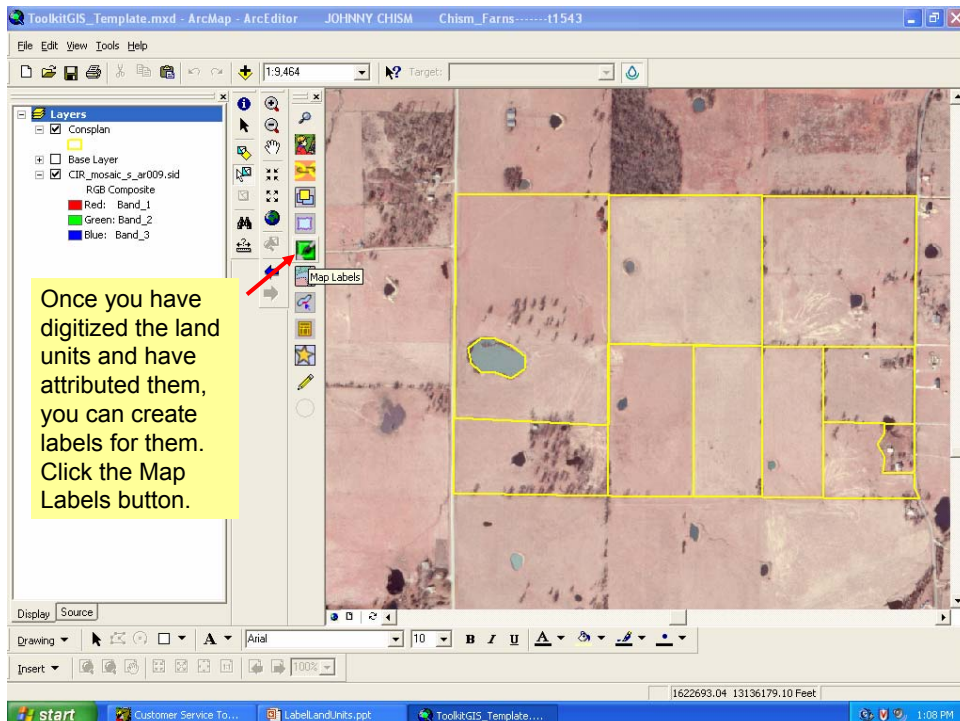 ToolkitGIS_Template.mxd - ArcMap - ArcEditor JOHNNY CHISM Chism_Farns-------t1543
File Edit View Tools Help
1:9,464 Target:
Layers
Consplan
Base Layer
CIR_mosaic_s_ar009.sid
RGB Composite
Red: Band_1
Green: Band_2
Blue: Band_3
Map Labels
Once you have
digitized the land
units and have
attributed them,
you can create
labels for them.
Click the Map
Labels button.
Display Source
Drawing A Arial 10 B I U A
Insert 100%
1622693.04 13136179.10 Feet
start Customer Service To... LabelLandUnits.ppt ToolkitGIS_Template.... 1:08 PM